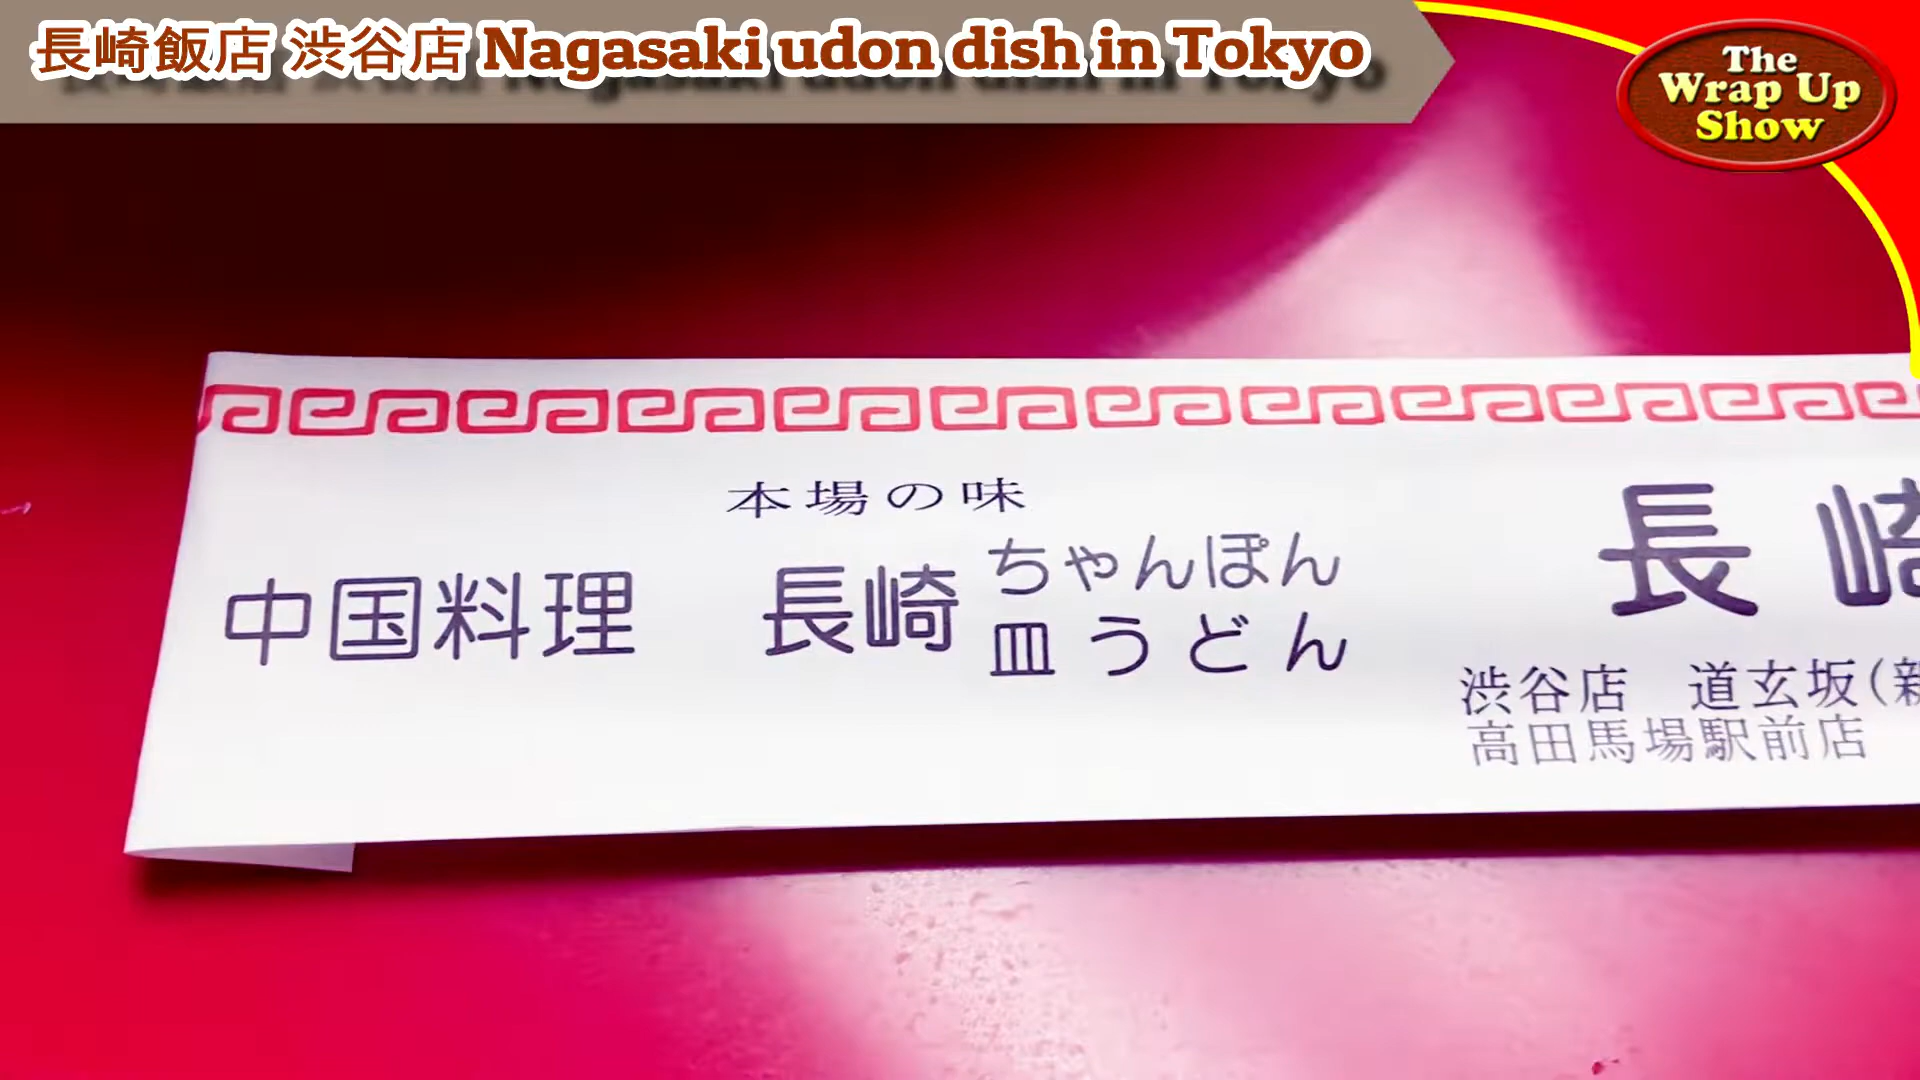 長崎飯店 渋谷店 Nagasaki udon dish in Tokyo
The
Wrap Up
Show
本場の味
中国料理 長崎
ちゃんぽん
皿うどん
長崎
渋谷店 道玄坂(新
高田馬場駅前店